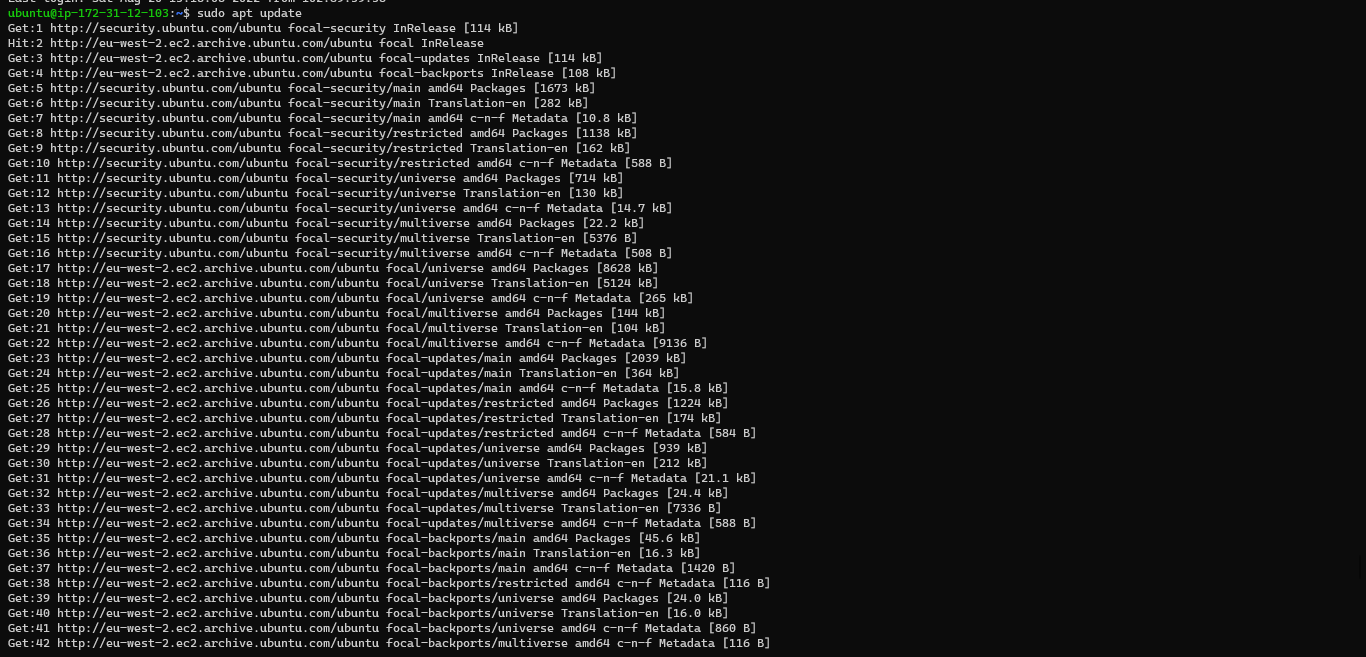 ubuntu@ip-172-31-12-103:~$ sudo apt update
Get:1 http://security.ubuntu.com/ubuntu focal-security InRelease [114 kB]
Hit:2 http://eu-west-2.ec2.archive.ubuntu.com/ubuntu focal InRelease
Get:3 http://eu-west-2.ec2.archive.ubuntu.com/ubuntu focal-updates InRelease [114 kB]
Get:4 http://eu-west-2.ec2.archive.ubuntu.com/ubuntu focal-backports InRelease [108 kB]
Get:5 http://security.ubuntu.com/ubuntu focal-security/main amd64 Packages [1673 kB]
Get:6 http://security.ubuntu.com/ubuntu focal-security/main Translation-en [282 kB]
Get:7 http://security.ubuntu.com/ubuntu focal-security/main amd64 c-n-f Metadata [10.8 kB]
Get:8 http://security.ubuntu.com/ubuntu focal-security/restricted amd64 Packages [1138 kB]
Get:9 http://security.ubuntu.com/ubuntu focal-security/restricted Translation-en [162 kB]
Get:10 http://security.ubuntu.com/ubuntu focal-security/restricted amd64 c-n-f Metadata [588 B]
Get:11 http://security.ubuntu.com/ubuntu focal-security/universe amd64 Packages [714 kB]
Get:12 http://security.ubuntu.com/ubuntu focal-security/universe Translation-en [130 kB]
Get:13 http://security.ubuntu.com/ubuntu focal-security/universe amd64 c-n-f Metadata [14.7 kB]
Get:14 http://security.ubuntu.com/ubuntu focal-security/multiverse amd64 Packages [22.2 kB]
Get:15 http://security.ubuntu.com/ubuntu focal-security/multiverse Translation-en [5376 B]
Get:16 http://security.ubuntu.com/ubuntu focal-security/multiverse amd64 c-n-f Metadata [508 B]
Get:17 http://eu-west-2.ec2.archive.ubuntu.com/ubuntu focal/universe amd64 Packages [8628 kB]
Get:18 http://eu-west-2.ec2.archive.ubuntu.com/ubuntu focal/universe Translation-en [5124 kB]
Get:19 http://eu-west-2.ec2.archive.ubuntu.com/ubuntu focal/universe amd64 c-n-f Metadata [265 kB]
Get:20 http://eu-west-2.ec2.archive.ubuntu.com/ubuntu focal/multiverse amd64 Packages [144 kB]
Get:21 http://eu-west-2.ec2.archive.ubuntu.com/ubuntu focal/multiverse Translation-en [104 kB]
Get:22 http://eu-west-2.ec2.archive.ubuntu.com/ubuntu focal/multiverse amd64 c-n-f Metadata [9136 B]
Get:23 http://eu-west-2.ec2.archive.ubuntu.com/ubuntu focal-updates/main amd64 Packages [2039 kB]
Get:24 http://eu-west-2.ec2.archive.ubuntu.com/ubuntu focal-updates/main Translation-en [364 kB]
Get:25 http://eu-west-2.ec2.archive.ubuntu.com/ubuntu focal-updates/main amd64 c-n-f Metadata [15.8 kB]
Get:26 http://eu-west-2.ec2.archive.ubuntu.com/ubuntu focal-updates/restricted amd64 Packages [1224 kB]
Get:27 http://eu-west-2.ec2.archive.ubuntu.com/ubuntu focal-updates/restricted Translation-en [174 kB]
Get:28 http://eu-west-2.ec2.archive.ubuntu.com/ubuntu focal-updates/restricted amd64 c-n-f Metadata [584 B]
Get:29 http://eu-west-2.ec2.archive.ubuntu.com/ubuntu focal-updates/universe amd64 Packages [939 kB]
Get:30 http://eu-west-2.ec2.archive.ubuntu.com/ubuntu focal-updates/universe Translation-en [212 kB]
Get:31 http://eu-west-2.ec2.archive.ubuntu.com/ubuntu focal-updates/universe amd64 c-n-f Metadata [21.1 kB]
Get:32 http://eu-west-2.ec2.archive.ubuntu.com/ubuntu focal-updates/multiverse amd64 Packages [24.4 kB]
Get:33 http://eu-west-2.ec2.archive.ubuntu.com/ubuntu focal-updates/multiverse Translation-en [7336 B]
Get:34 http://eu-west-2.ec2.archive.ubuntu.com/ubuntu focal-updates/multiverse amd64 c-n-f Metadata [588 B]
Get:35 http://eu-west-2.ec2.archive.ubuntu.com/ubuntu focal-backports/main amd64 Packages [45.6 kB]
Get:36 http://eu-west-2.ec2.archive.ubuntu.com/ubuntu focal-backports/main Translation-en [16.3 kB]
Get:37 http://eu-west-2.ec2.archive.ubuntu.com/ubuntu focal-backports/main amd64 c-n-f Metadata [1420 B]
Get:38 http://eu-west-2.ec2.archive.ubuntu.com/ubuntu focal-backports/restricted amd64 c-n-f Metadata [116 B]
Get:39 http://eu-west-2.ec2.archive.ubuntu.com/ubuntu focal-backports/universe amd64 Packages [24.0 kB]
Get:40 http://eu-west-2.ec2.archive.ubuntu.com/ubuntu focal-backports/universe Translation-en [16.0 kB]
Get:41 http://eu-west-2.ec2.archive.ubuntu.com/ubuntu focal-backports/universe amd64 c-n-f Metadata [860 B]
Get:42 http://eu-west-2.ec2.archive.ubuntu.com/ubuntu focal-backports/multiverse amd64 c-n-f Metadata [116 B]